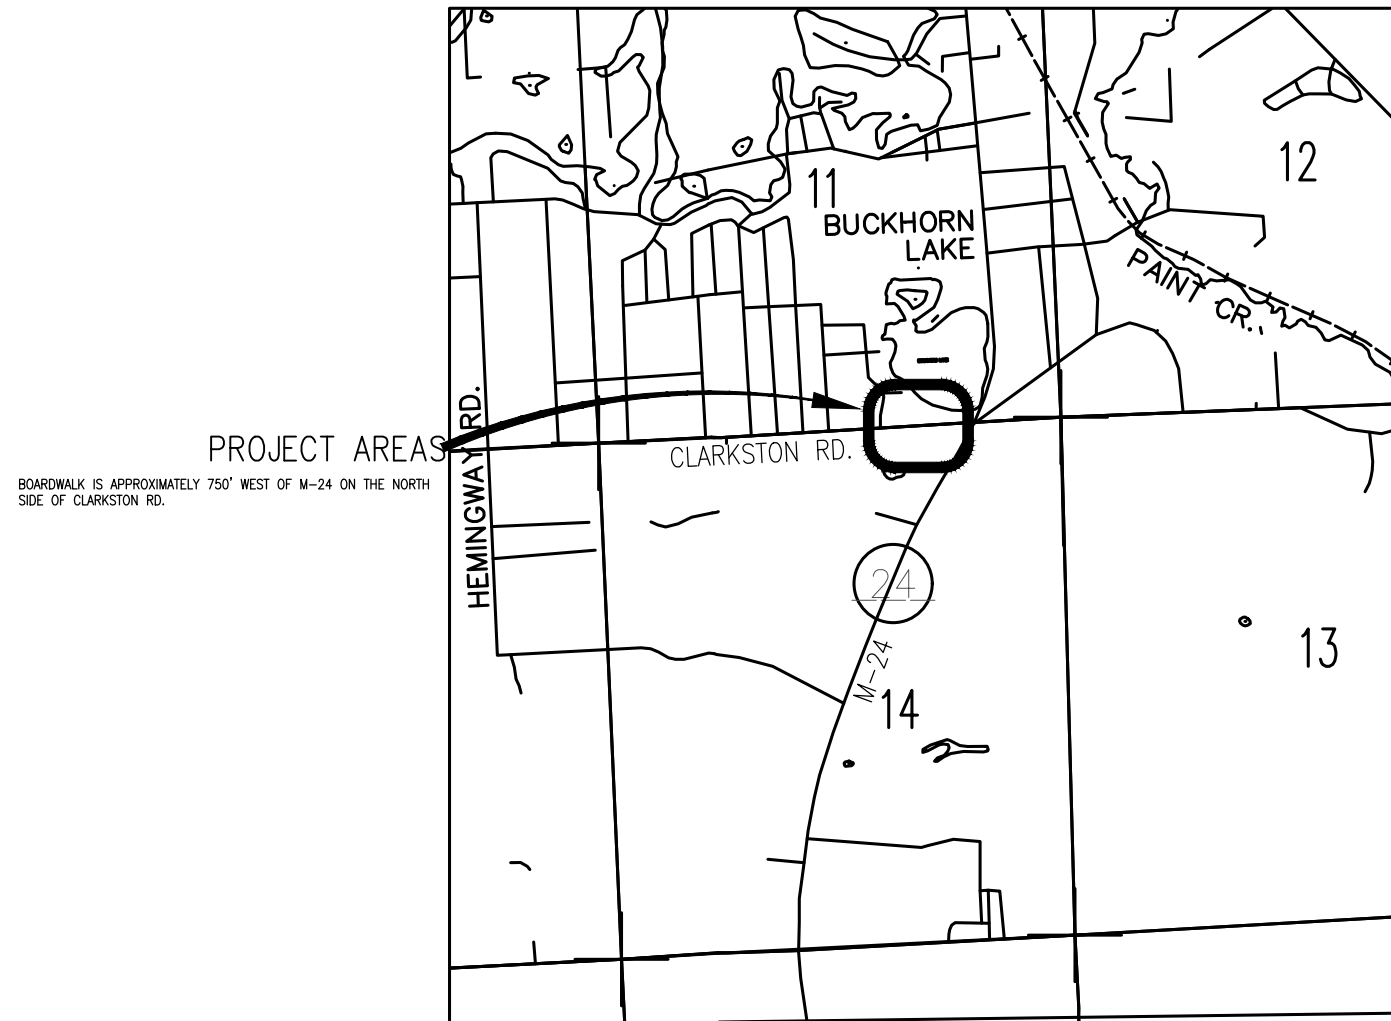 12
11
BUCKHORN
LAKE
PAINT CR.
PROJECT AREAS
BOARDWALK IS APPROXIMATELY 750' WEST OF M-24 ON THE NORTH
SIDE OF CLARKSTON RD.
HEMINGWAY RD.
CLARKSTON RD.
24
M-24
13
14